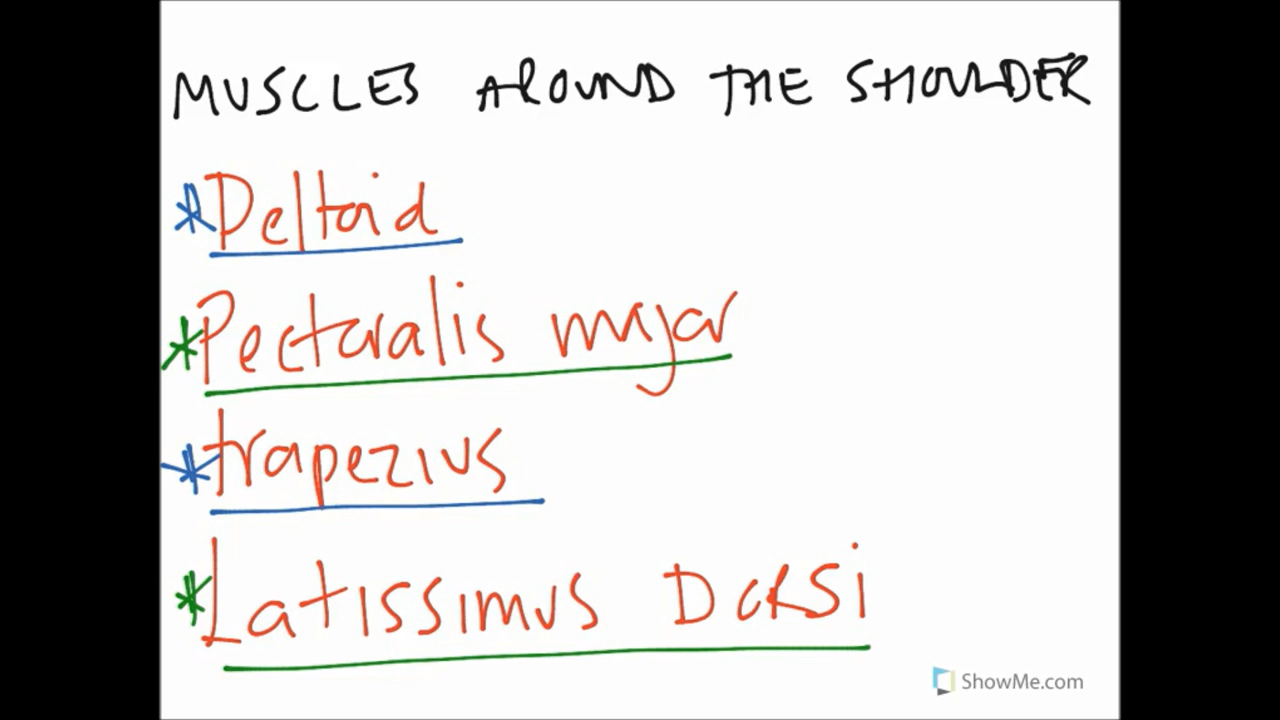 MUSCLES AROUND THE SHOULDER
*Deltoid
*Pectoralis major
*trapezius
*Latissimus DORSi
ShowMe.com